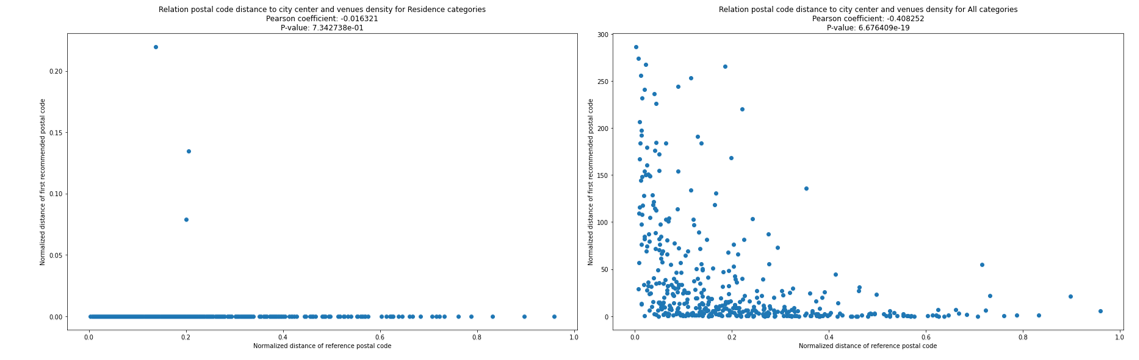 Relation postal code distance to city center and venues density for Residence categories
Pearson coefficient: -0.016321
P-value: 7.342738e-01
Normalized distance of first recommended postal code
0.20
0.15
0.10
0.05
0.00
0.0 0.2 0.4 0.6 0.8 1.0
Normalized distance of reference postal code
Relation postal code distance to city center and venues density for All categories
Pearson coefficient: -0.408252
P-value: 6.676409e-19
Normalized distance of first recommended postal code
300
250
200
150
100
50
0
0.0 0.2 0.4 0.6 0.8 1.0
Normalized distance of reference postal code